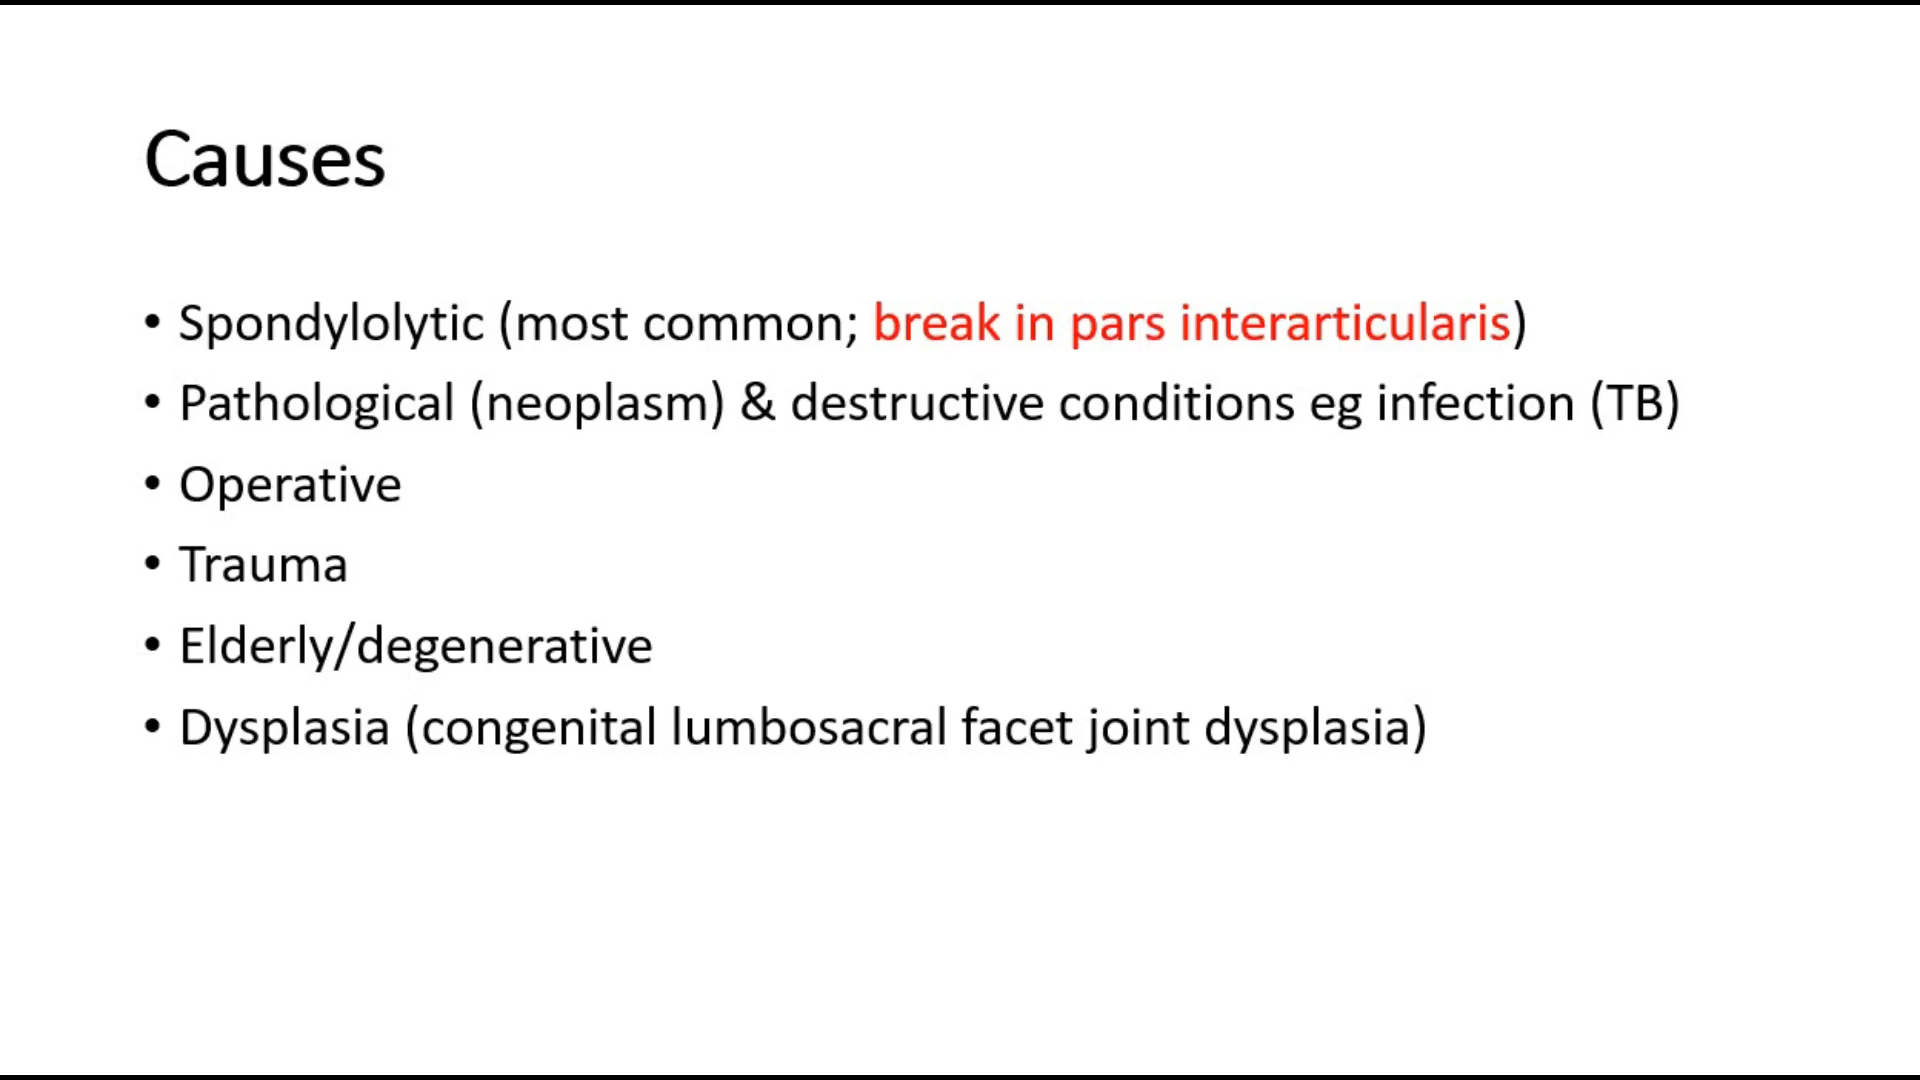 Causes
• Spondylolytic (most common; break in pars interarticularis)
• Pathological (neoplasm) & destructive conditions eg infection (TB)
• Operative
• Trauma
• Elderly/degenerative
• Dysplasia (congenital lumbosacral facet joint dysplasia)